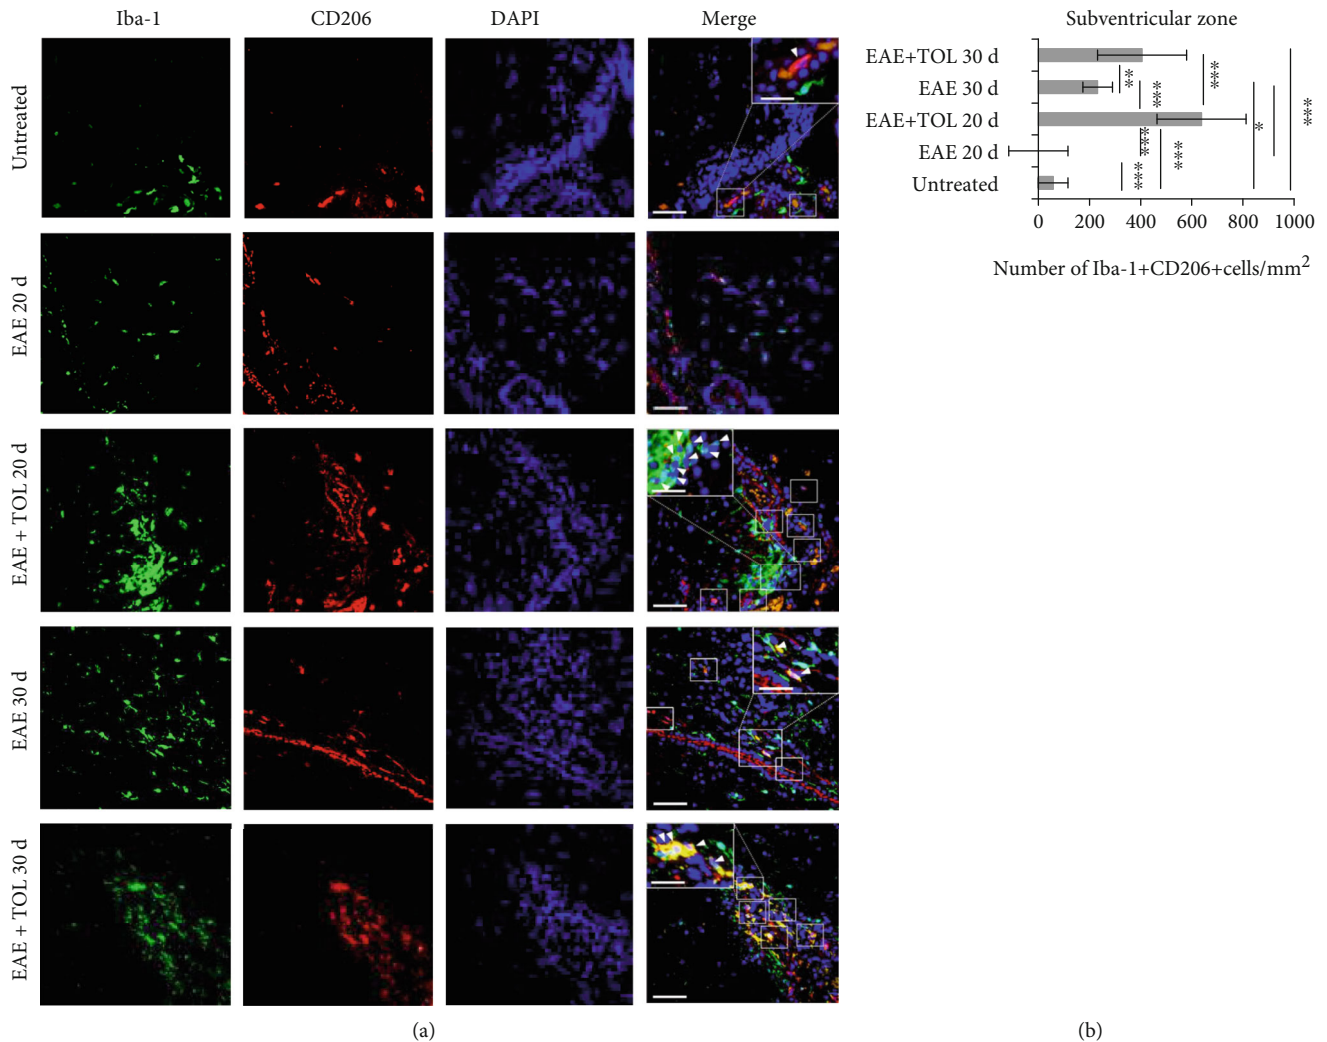 Iba-1 CD206 DAPI Merge
Untreated
EAE 20 d
EAE + TOL 20 d
EAE 30 d
EAE + TOL 30 d
(a)
Subventricular zone
EAE+TOL 30 d
EAE 30 d
EAE+TOL 20 d
EAE 20 d
Untreated
**
***
***
***
***
***
***
*
***
0 200 400 600 800 1000
Number of Iba-1+CD206+cells/mm²
(b)